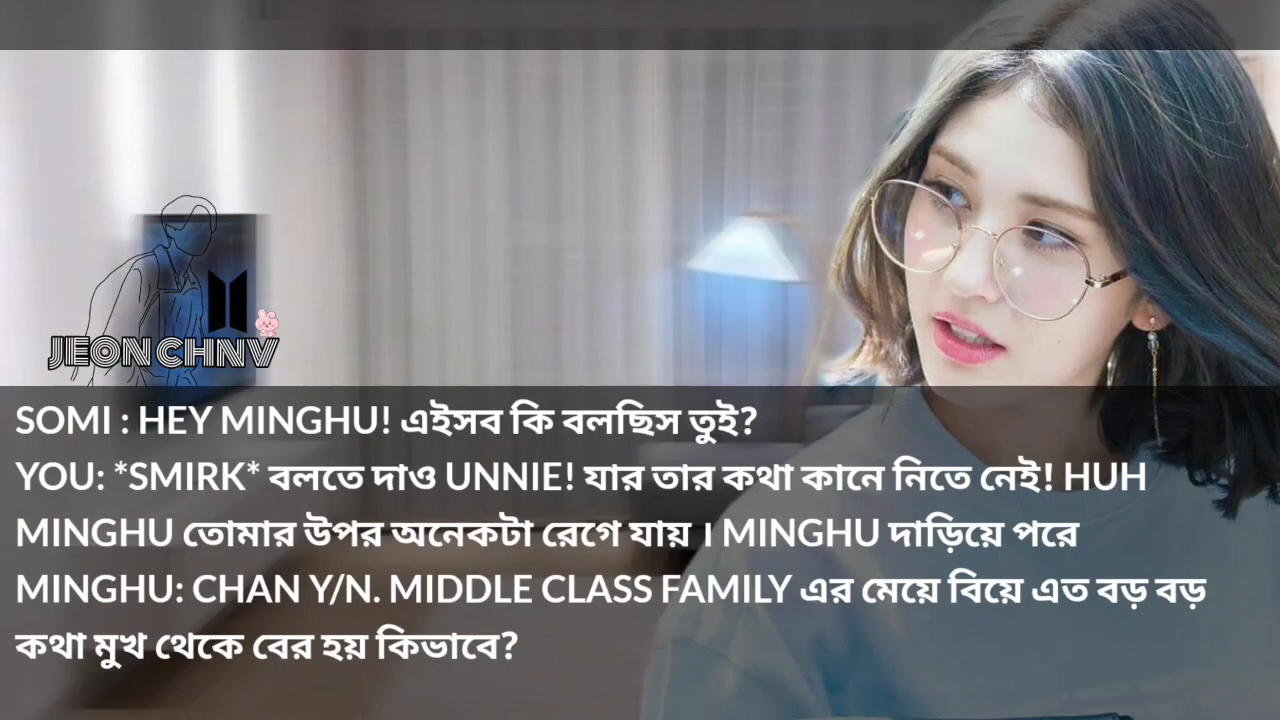 JEON CHNV
SOMI : HEY MINGHU! এইসব কি বলছিস তুই?
YOU: *SMIRK* বলতে দাও UNNIE! যার তার কথা কানে নিতে নেই! HUH
MINGHU তোমার উপর অনেকটা রেগে যায় । MINGHU দাড়িয়ে পরে
MINGHU: CHAN Y/N. MIDDLE CLASS FAMILY এর মেয়ে বিয়ে এত বড় বড়
কথা মুখ থেকে বের হয় কিভাবে?